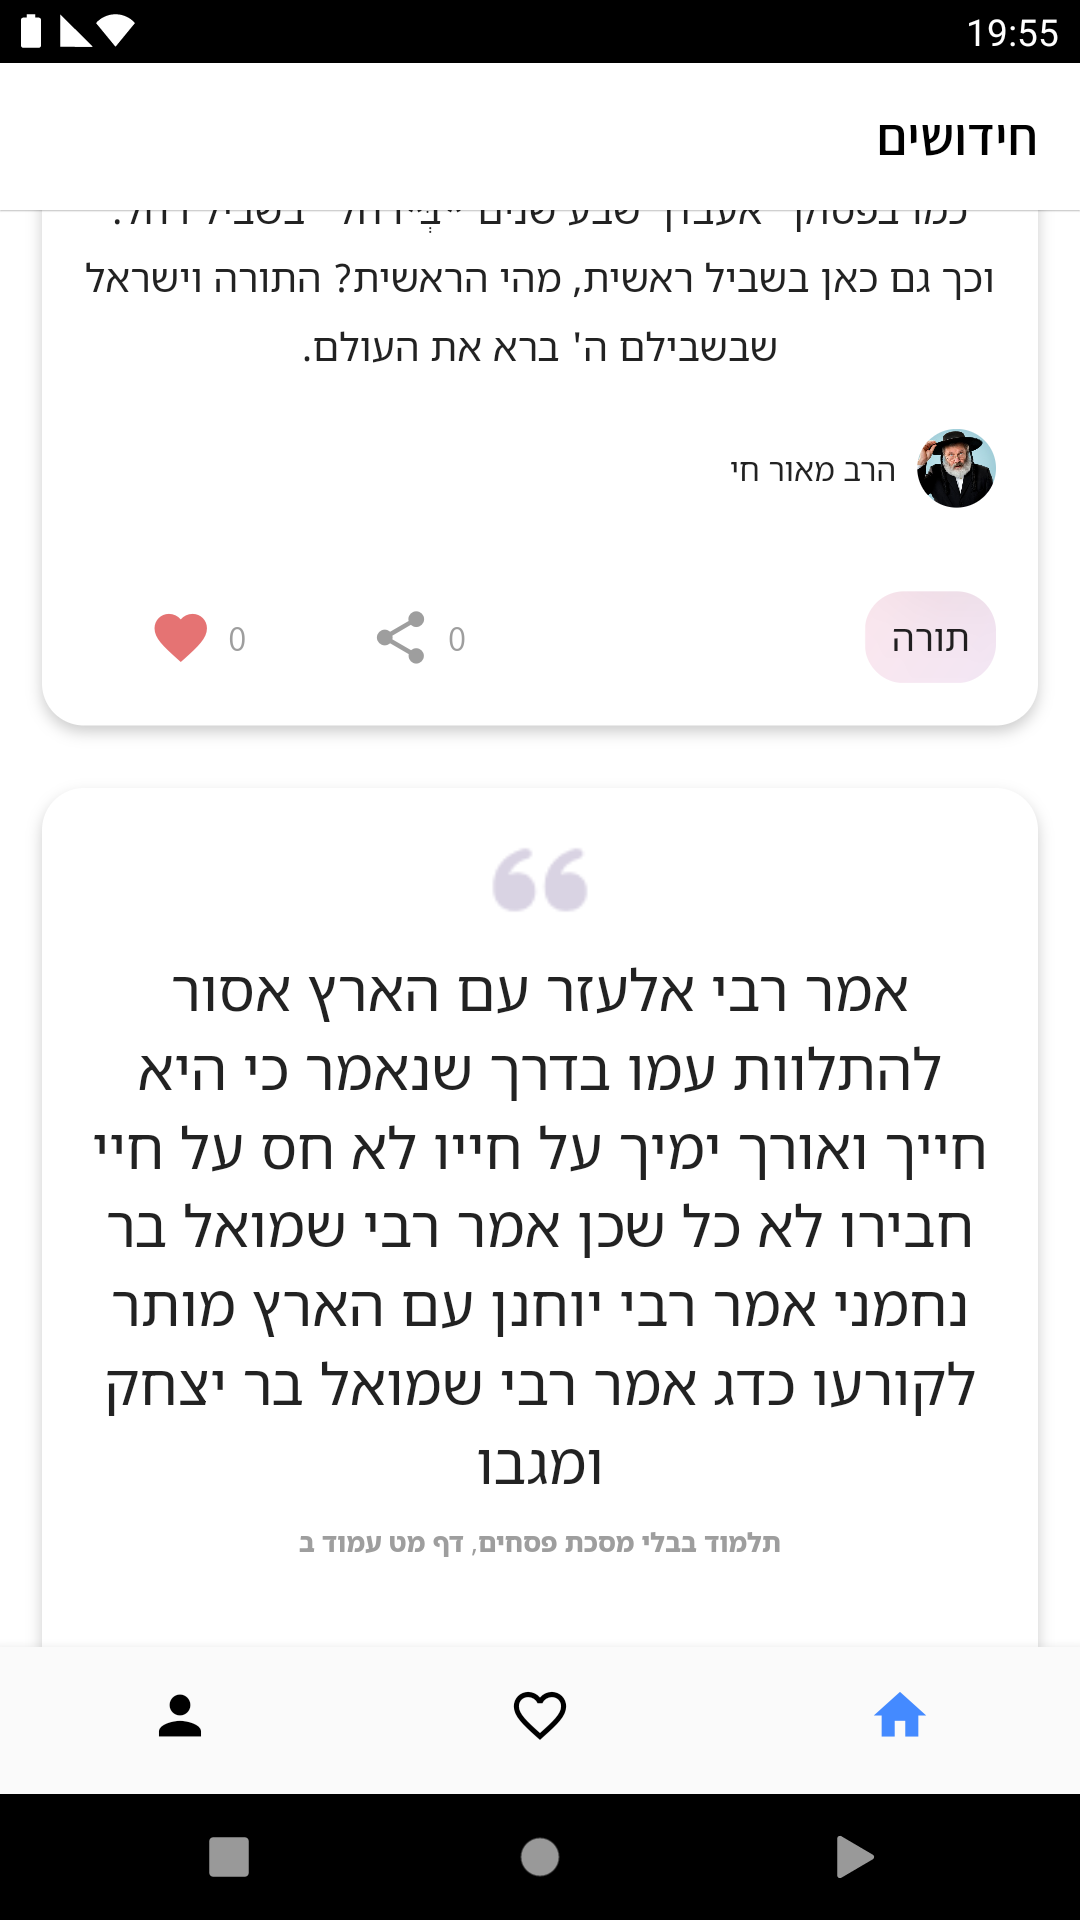 19:55
חידושים
וכך גם כאן בשביל ראשית, מהי הראשית? התורה וישראל
שבשבילם ה' ברא את העולם.
הרב מאור חי
תורה
0
0
אמר רבי אלעזר עם הארץ אסור
להתלוות עמו בדרך שנאמר כי היא
חייך ואורך ימיך על חייו לא חס על חיי
חבירו לא כל שכן אמר רבי שמואל בר
נחמני אמר רבי יוחנן עם הארץ מותר
לקורעו כדג אמר רבי שמואל בר יצחק
ומגבו
תלמוד בבלי מסכת פסחים, דף מט עמוד ב